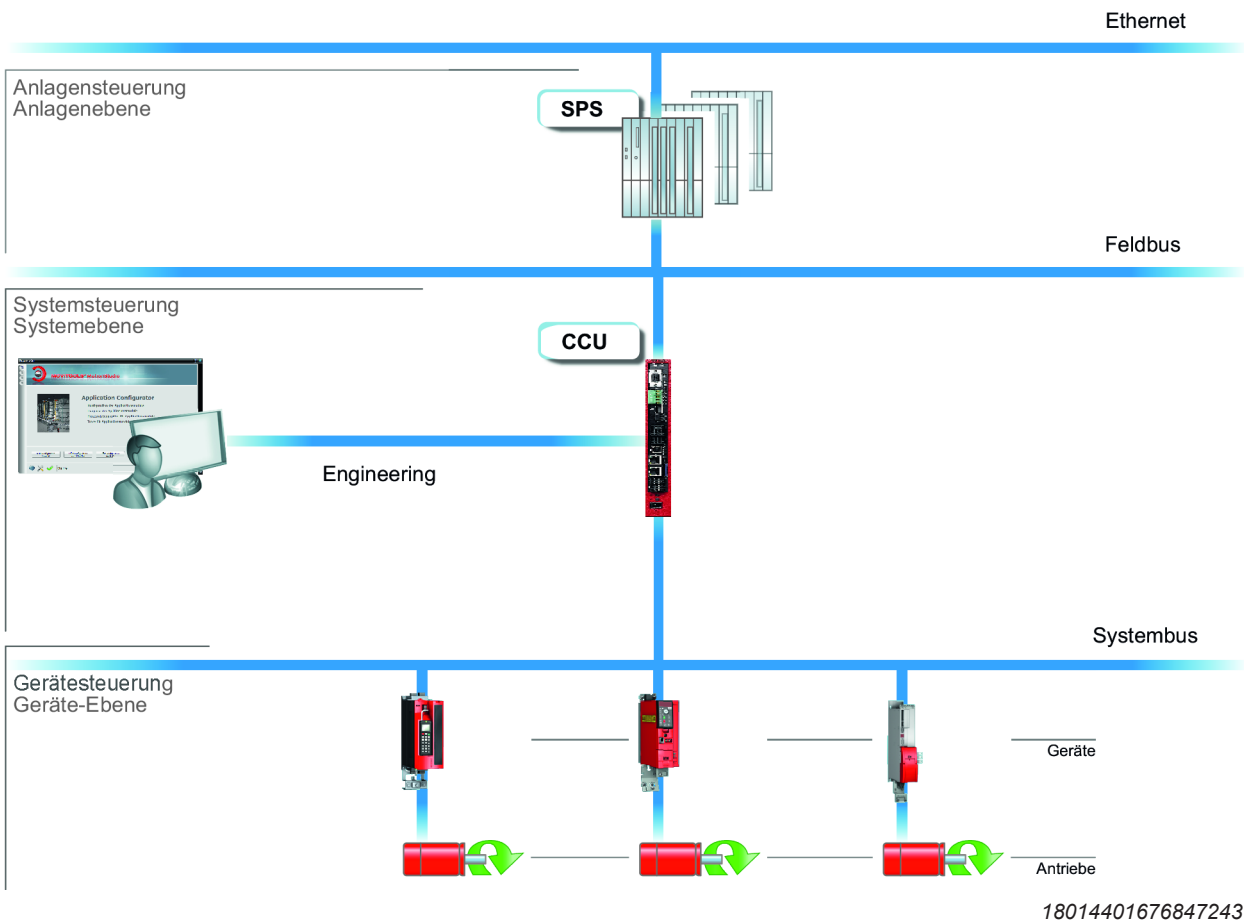 Ethernet
Anlagensteuerung
Anlagenebene
SPS
Feldbus
Systemsteuerung
Systemebene
CCU
Application Configurator
Engineering
Systembus
Gerätesteuerung
Geräte-Ebene
Geräte
Antriebe
18014401676847243